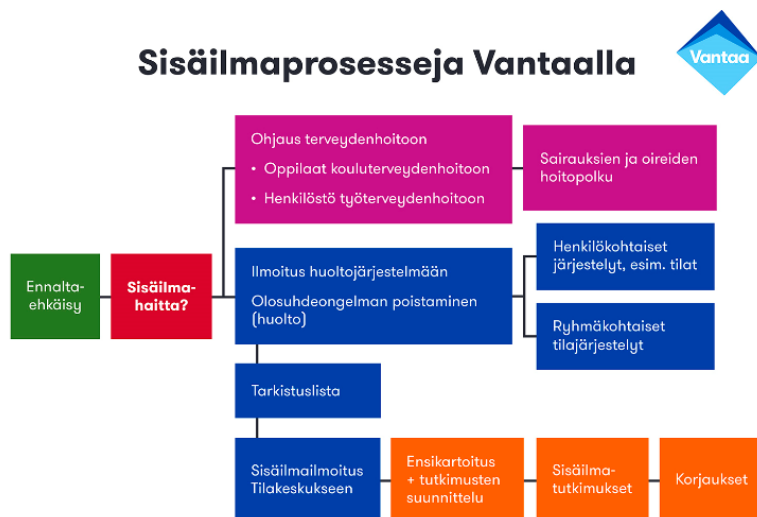 Sisäilmaprosesseja Vantaalla
Vantaa
Ohjaus terveydenhoitoon
• Oppilaat kouluterveydenhoitoon
• Henkilöstö työterveydenhoitoon
Sairauksien ja oireiden
hoitopolku
Ennalta-
ehkäisy
Sisäilma-
haitta?
Ilmoitus huoltojärjestelmään
Olosuhdeongelman poistaminen
(huolto)
Henkilökohtaiset
järjestelyt, esim. tilat
Ryhmäkohtaiset
tilajärjestelyt
Tarkistuslista
Sisäilmailmoitus
Tilakeskukseen
Ensikartoitus
+ tutkimusten
suunnittelu
Sisäilma-
tutkimukset
Korjaukset